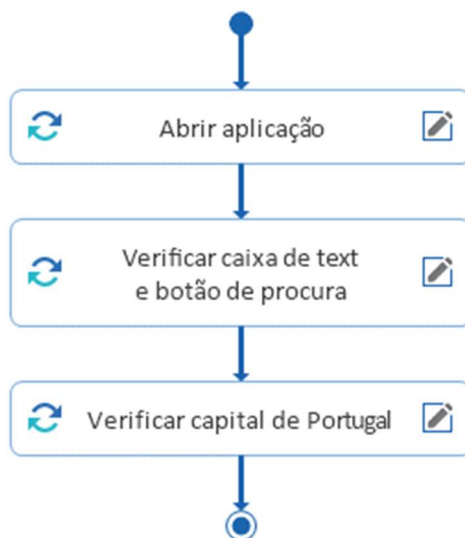 Abrir aplicação
Verificar caixa de text
e botão de procura
Verificar capital de Portugal